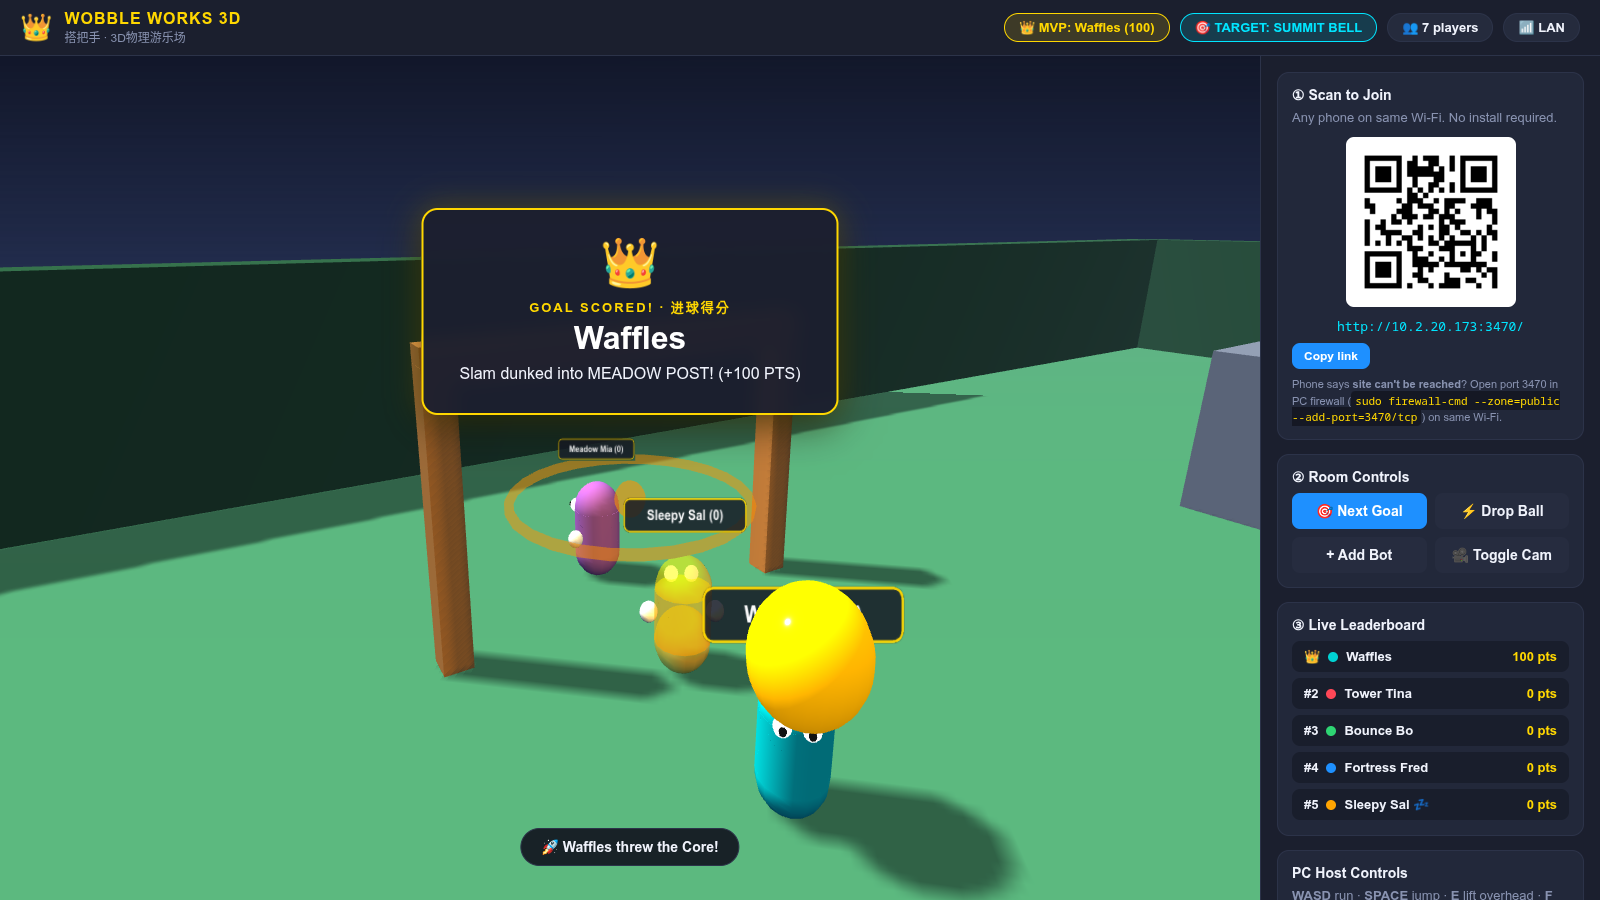 WOBBLE WORKS 3D
搭把手 · 3D物理游乐场
MVP: Waffles (100)
TARGET: SUMMIT BELL
7 players
LAN
GOAL SCORED! · 进球得分
Waffles
Slam dunked into MEADOW POST! (+100 PTS)
Meadow Mia (0)
Sleepy Sal (0)
Waffles threw the Core!
① Scan to Join
Any phone on same Wi-Fi. No install required.
http://10.2.20.173:3470/
Copy link
Phone says site can't be reached? Open port 3470 in
PC firewall ( sudo firewall-cmd --zone=public
--add-port=3470/tcp ) on same Wi-Fi.
② Room Controls
Next Goal
Drop Ball
+ Add Bot
Toggle Cam
③ Live Leaderboard
Waffles 100 pts
#2 Tower Tina 0 pts
#3 Bounce Bo 0 pts
#4 Fortress Fred 0 pts
#5 Sleepy Sal 💤 0 pts
PC Host Controls
WASD run · SPACE jump · E lift overhead · F